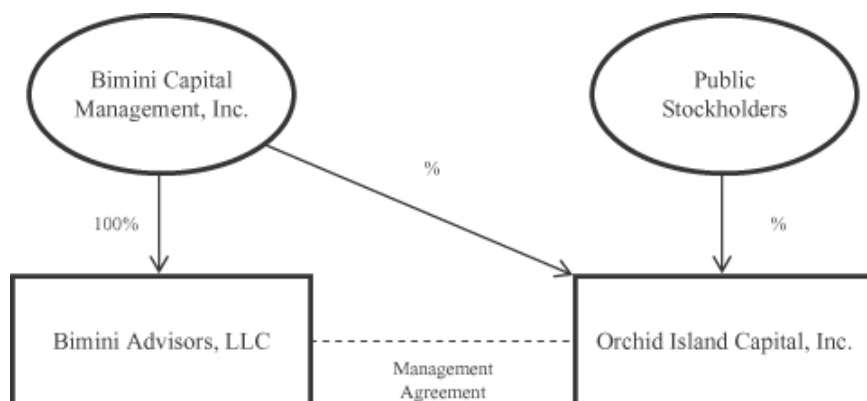 Bimini Capital
Management, Inc.
Public
Stockholders
%
100%
%
Bimini Advisors, LLC
Orchid Island Capital, Inc.
Management
Agreement